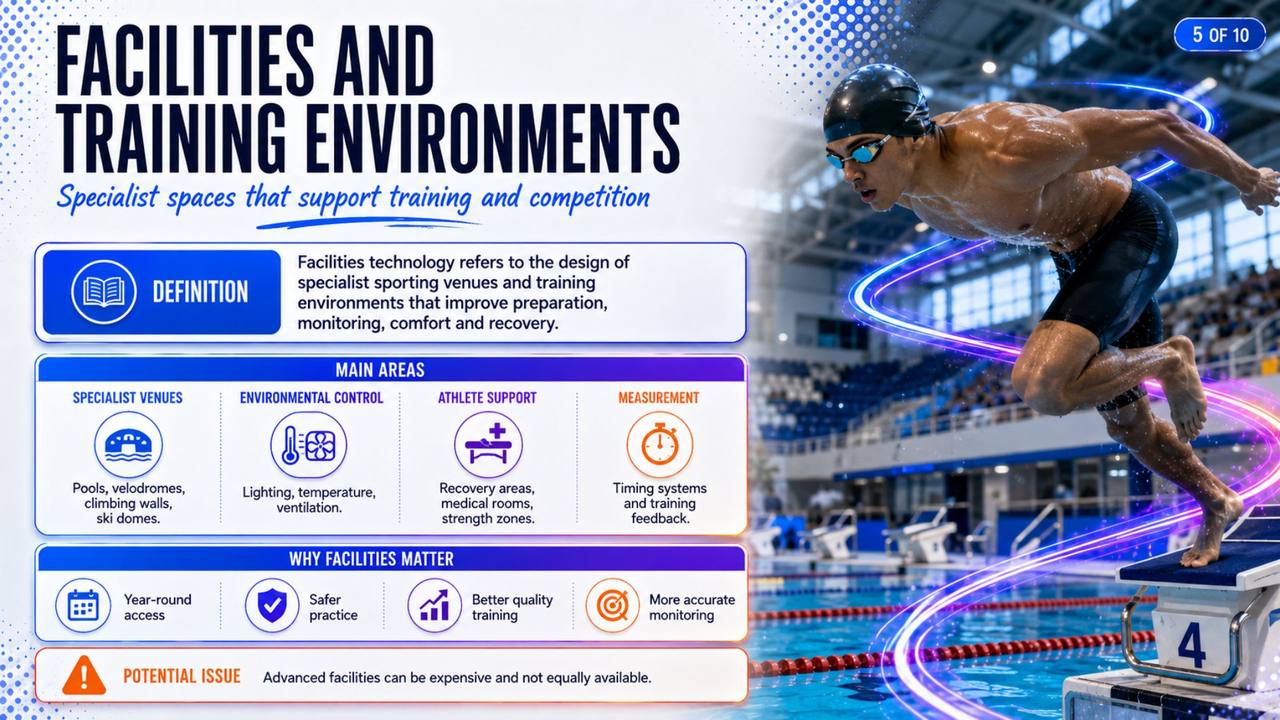 5 OF 10
FACILITIES AND
TRAINING ENVIRONMENTS
Specialist spaces that support training and competition
DEFINITION
Facilities technology refers to the design of
specialist sporting venues and training
environments that improve preparation,
monitoring, comfort and recovery.
MAIN AREAS
SPECIALIST VENUES
Pools, velodromes,
climbing walls,
ski domes.
ENVIRONMENTAL CONTROL
Lighting, temperature,
ventilation.
ATHLETE SUPPORT
Recovery areas,
medical rooms,
strength zones.
MEASUREMENT
Timing systems
and training
feedback.
WHY FACILITIES MATTER
Year-round
access
Safer
practice
Better quality
training
More accurate
monitoring
POTENTIAL ISSUE
Advanced facilities can be expensive and not equally available.
4